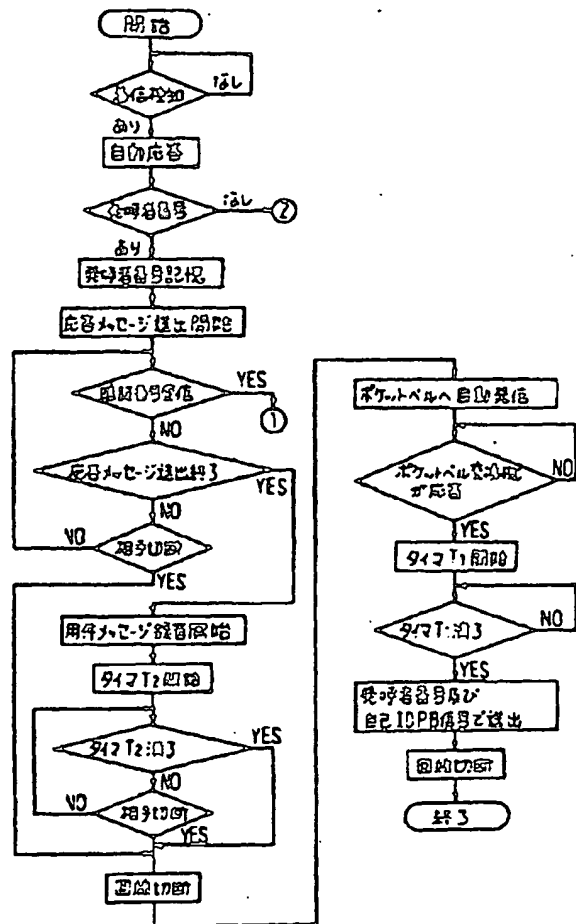 開始
着信検知
なし
あり
自動応答
発呼者番号
なし
②
あり
発呼者番号記憶
応答メッセージ送出開始
YES
①
NO
応答メッセージ送出終了
YES
NO
NO
相手切断
YES
用件メッセージ録音開始
タイマT2開始
タイマT2満了
YES
NO
NO
相手切断
YES
回線切断
ポケットベルへ自動発信
ポケットベル交換機
が応答
NO
YES
タイマT1開始
タイマT1満了
NO
YES
発呼者番号及び
自己IDPB信号で送出
回線切断
終了